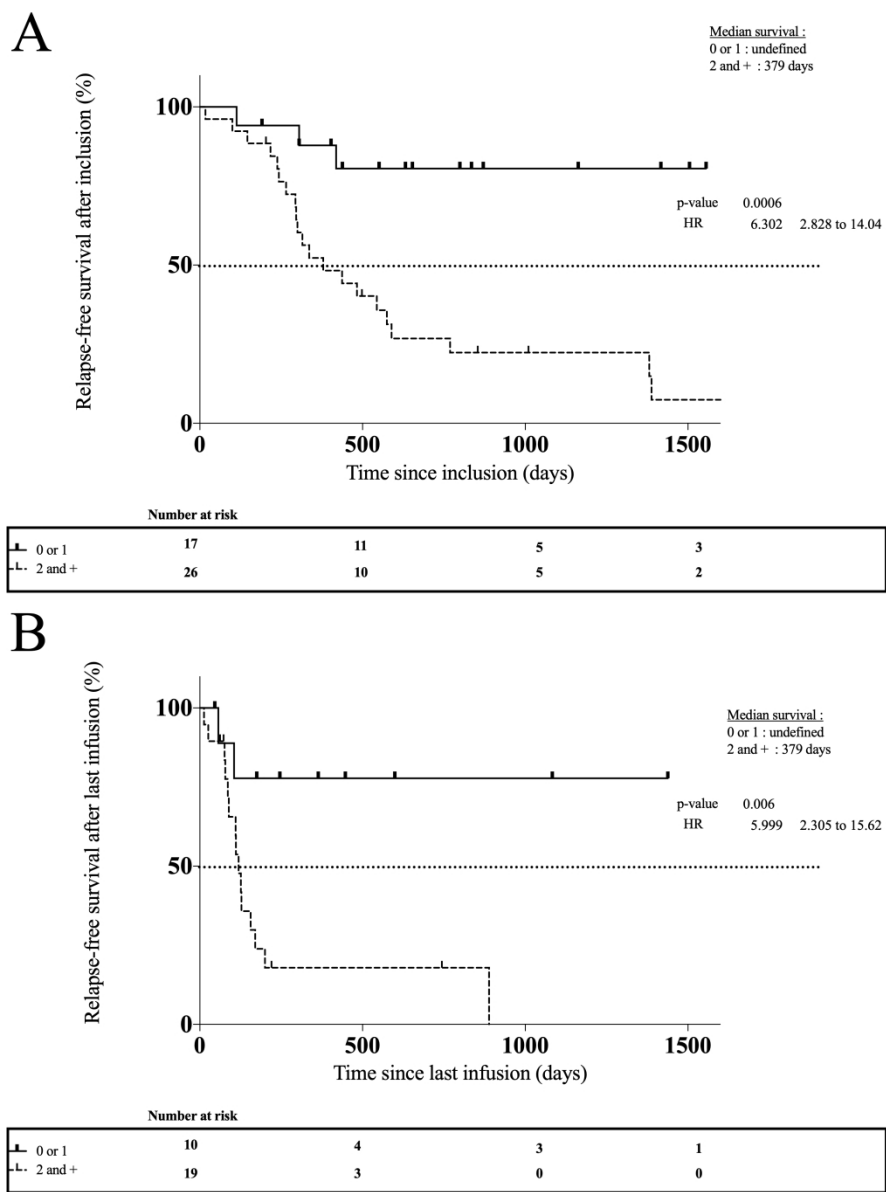 A
Median survival :
0 or 1 : undefined
2 and + : 379 days
Relapse-free survival after inclusion (%)
100
50
0
p-value 0.0006
HR 6.302 2.828 to 14.04
0 500 1000 1500
Time since inclusion (days)
Number at risk
0 or 1 17 11 5 3
2 and + 26 10 5 2
B
Median survival :
0 or 1 : undefined
2 and + : 379 days
Relapse-free survival after last infusion (%)
100
50
0
p-value 0.006
HR 5.999 2.305 to 15.62
0 500 1000 1500
Time since last infusion (days)
Number at risk
0 or 1 10 4 3 1
2 and + 19 3 0 0